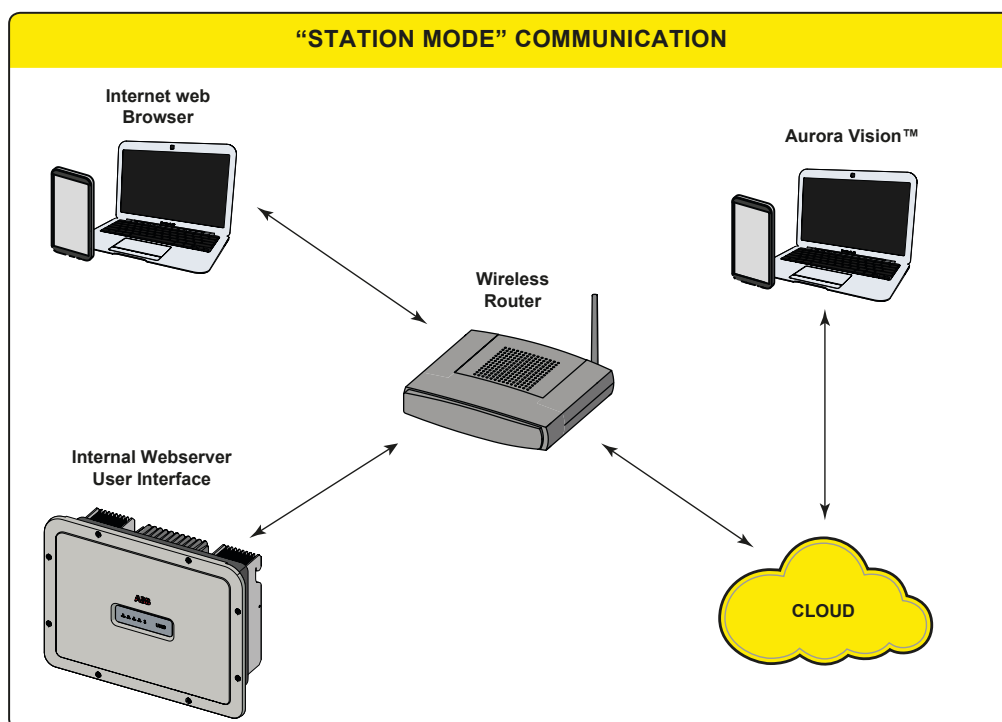 “STATION MODE” COMMUNICATION
Internet web
Browser
Aurora Vision™
Wireless
Router
Internal Webserver
User Interface
ABB
CLOUD